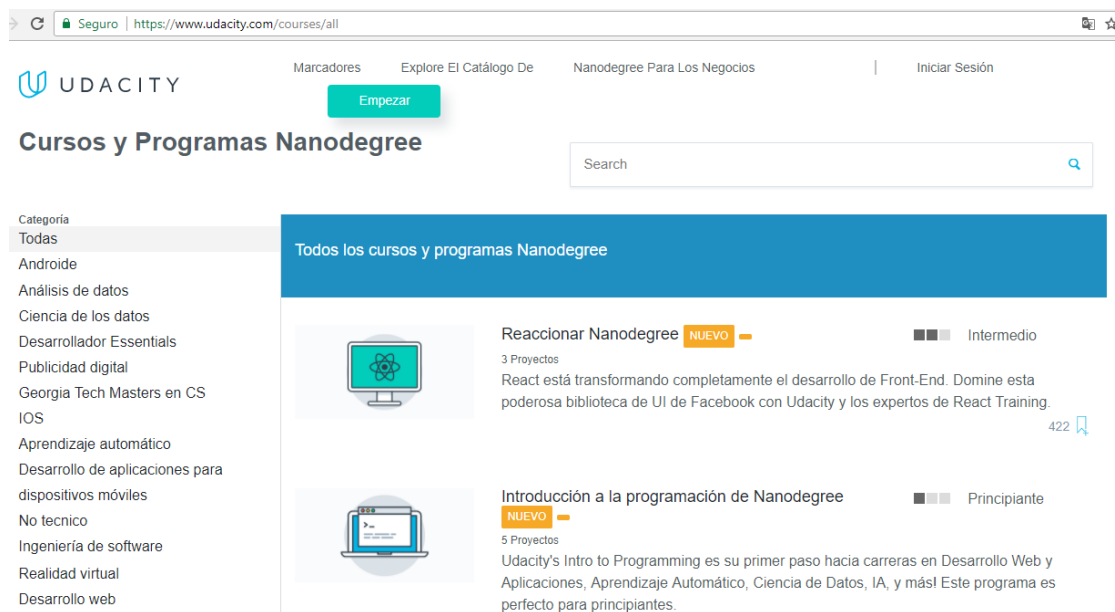 Seguro | https://www.udacity.com/courses/all
UDACITY
Marcadores Explore El Catálogo De Nanodegree Para Los Negocios | Iniciar Sesión
Empezar
Cursos y Programas Nanodegree
Search
Categoría
Todas
Androide
Análisis de datos
Ciencia de los datos
Desarrollador Essentials
Publicidad digital
Georgia Tech Masters en CS
IOS
Aprendizaje automático
Desarrollo de aplicaciones para
dispositivos móviles
No tecnico
Ingeniería de software
Realidad virtual
Desarrollo web
Todos los cursos y programas Nanodegree
Reaccionar Nanodegree NUEVO Intermedio
3 Proyectos
React está transformando completamente el desarrollo de Front-End. Domine esta
poderosa biblioteca de UI de Facebook con Udacity y los expertos de React Training.
422
Introducción a la programación de Nanodegree Principiante
NUEVO
5 Proyectos
Udacity's Intro to Programming es su primer paso hacia carreras en Desarrollo Web y
Aplicaciones, Aprendizaje Automático, Ciencia de Datos, IA, y más! Este programa es
perfecto para principiantes.